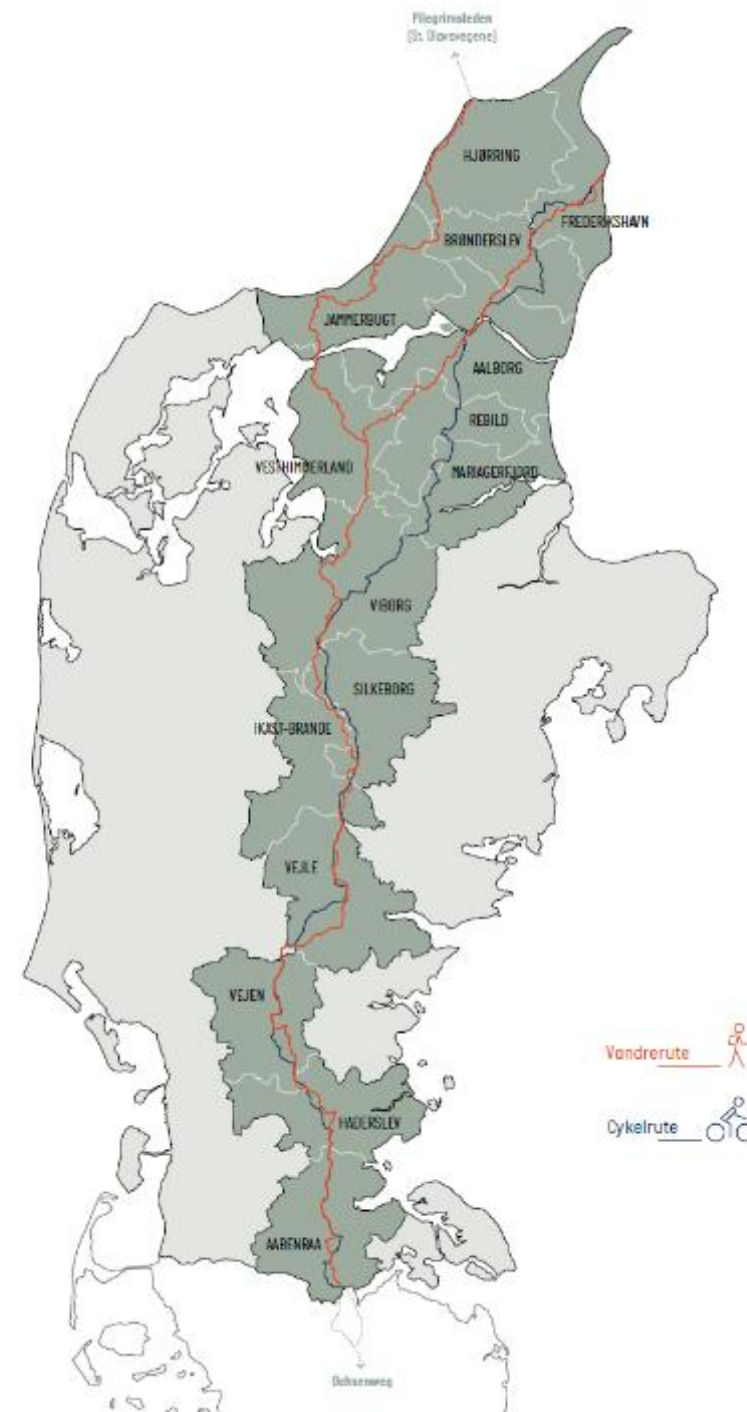 Pliegrimsleden
(St. Olavsvegene)
HJØRRING
FREDERIKSHAVN
BRØNDERSLEV
JAMMERBUGT
AALBORG
REBILD
VESTHIMMERLAND
MARIAGERFJORD
VIBORG
SILKEBORG
IKAST-BRANDE
VEJLE
VEJEN
Vandrerute
HADERSLEV
Cykelrute
AABENRAA
Ochsenweg